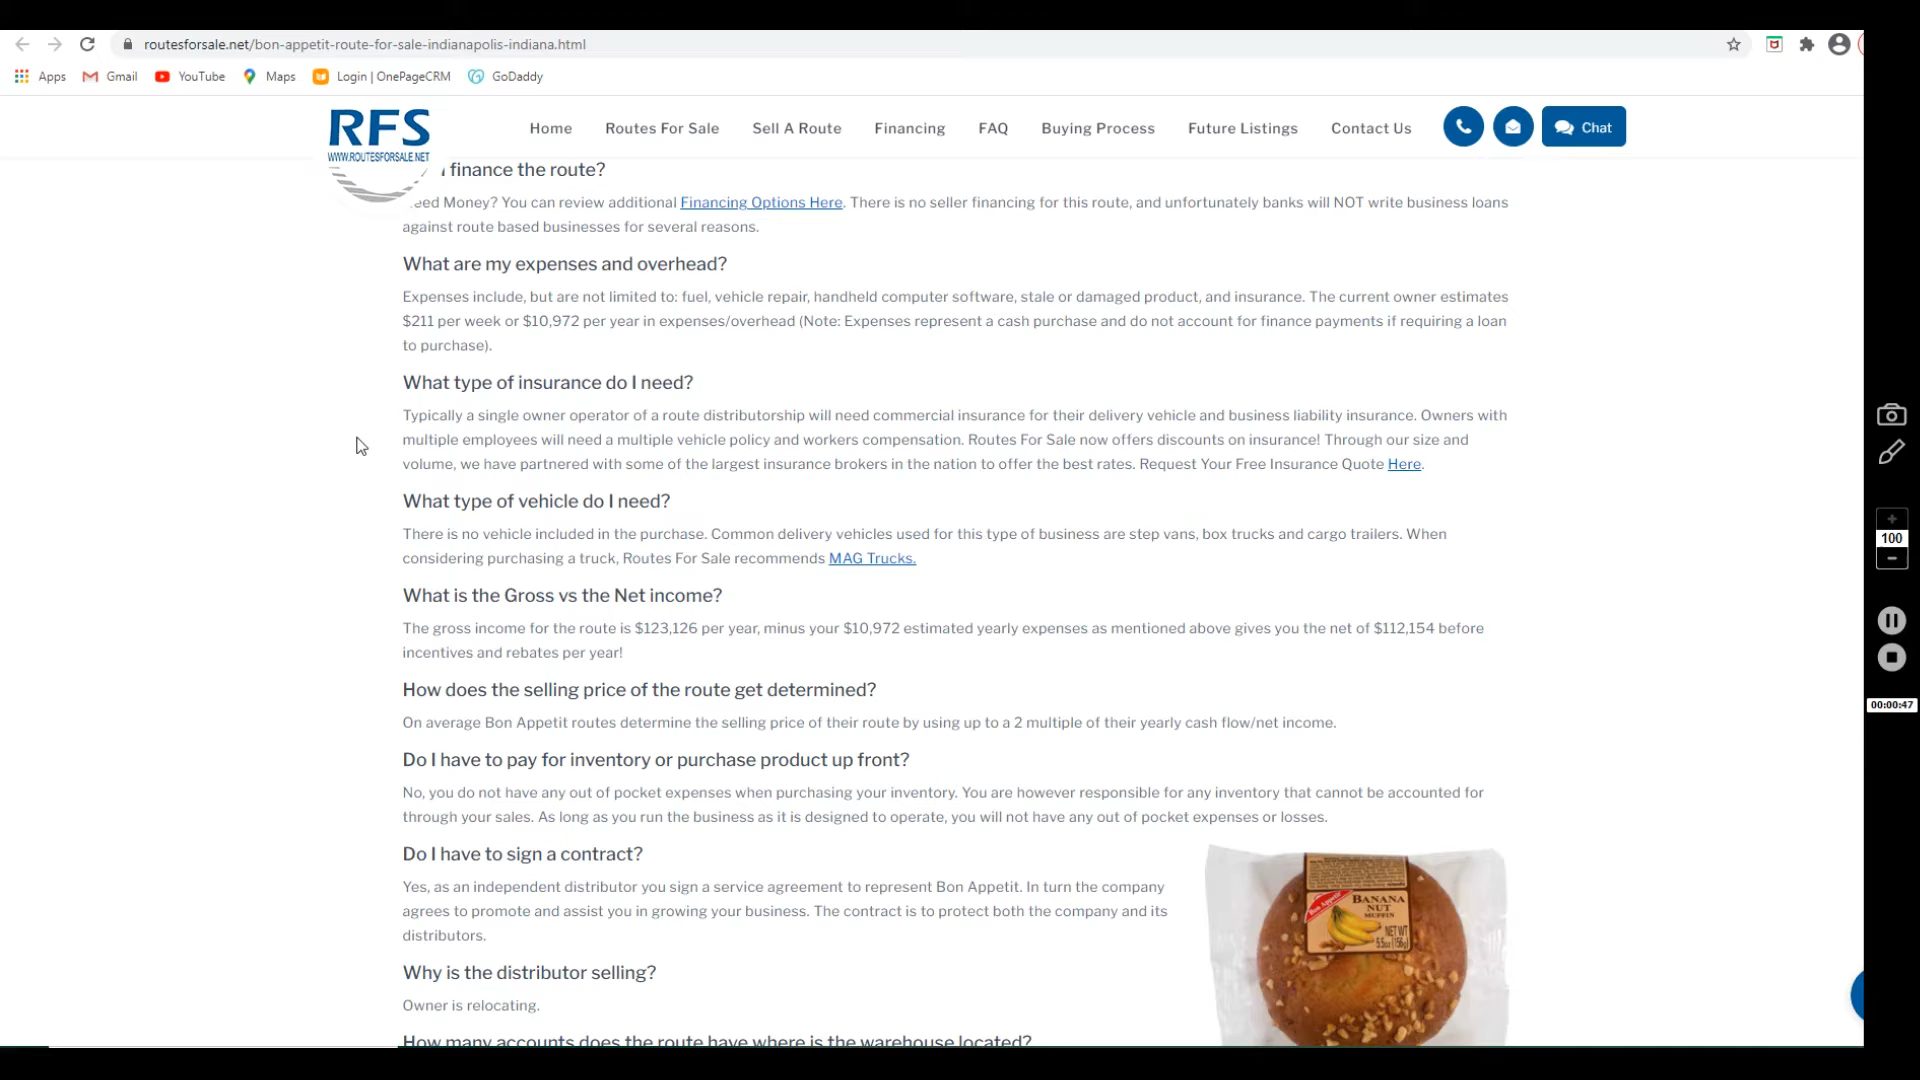 routesforsale.net/bon-appetit-route-for-sale-indianapolis-indiana.html
Apps Gmail YouTube Maps Login | OnePageCRM GoDaddy
RFS
WWW.ROUTESFORSALE.NET
Home Routes For Sale Sell A Route Financing FAQ Buying Process Future Listings Contact Us Chat
finance the route?
eed Money? You can review additional Financing Options Here. There is no seller financing for this route, and unfortunately banks will NOT write business loans
against route based businesses for several reasons.
What are my expenses and overhead?
Expenses include, but are not limited to: fuel, vehicle repair, handheld computer software, stale or damaged product, and insurance. The current owner estimates
$211 per week or $10,972 per year in expenses/overhead (Note: Expenses represent a cash purchase and do not account for finance payments if requiring a loan
to purchase).
What type of insurance do I need?
Typically a single owner operator of a route distributorship will need commercial insurance for their delivery vehicle and business liability insurance. Owners with
multiple employees will need a multiple vehicle policy and workers compensation. Routes For Sale now offers discounts on insurance! Through our size and
volume, we have partnered with some of the largest insurance brokers in the nation to offer the best rates. Request Your Free Insurance Quote Here.
What type of vehicle do I need?
There is no vehicle included in the purchase. Common delivery vehicles used for this type of business are step vans, box trucks and cargo trailers. When
considering purchasing a truck, Routes For Sale recommends MAG Trucks.
What is the Gross vs the Net income?
The gross income for the route is $123,126 per year, minus your $10,972 estimated yearly expenses as mentioned above gives you the net of $112,154 before
incentives and rebates per year!
How does the selling price of the route get determined?
On average Bon Appetit routes determine the selling price of their route by using up to a 2 multiple of their yearly cash flow/net income.
Do I have to pay for inventory or purchase product up front?
No, you do not have any out of pocket expenses when purchasing your inventory. You are however responsible for any inventory that cannot be accounted for
through your sales. As long as you run the business as it is designed to operate, you will not have any out of pocket expenses or losses.
Do I have to sign a contract?
Yes, as an independent distributor you sign a service agreement to represent Bon Appetit. In turn the company
agrees to promote and assist you in growing your business. The contract is to protect both the company and its
distributors.
Why is the distributor selling?
Owner is relocating.
How many accounts does the route have where is the warehouse located?
Bon Appetit
BANANA
NUT
MUFFIN
NET WT
5.5oz (156g)
100
00:00:47